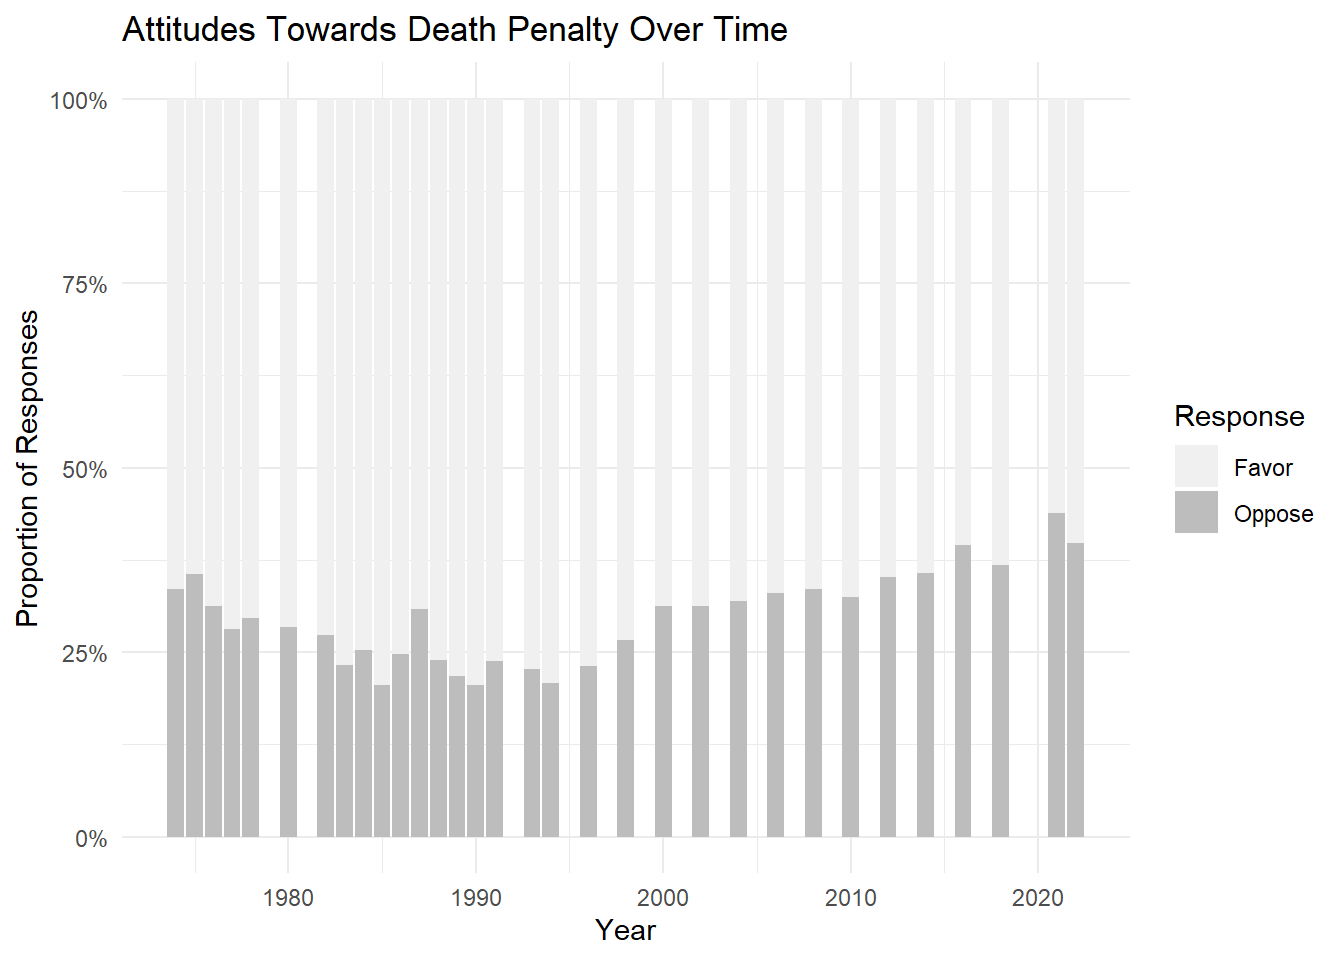 Attitudes Towards Death Penalty Over Time
100%
75%
50%
25%
0%
Proportion of Responses
1980
1990
2000
2010
2020
Year
Response
Favor
Oppose